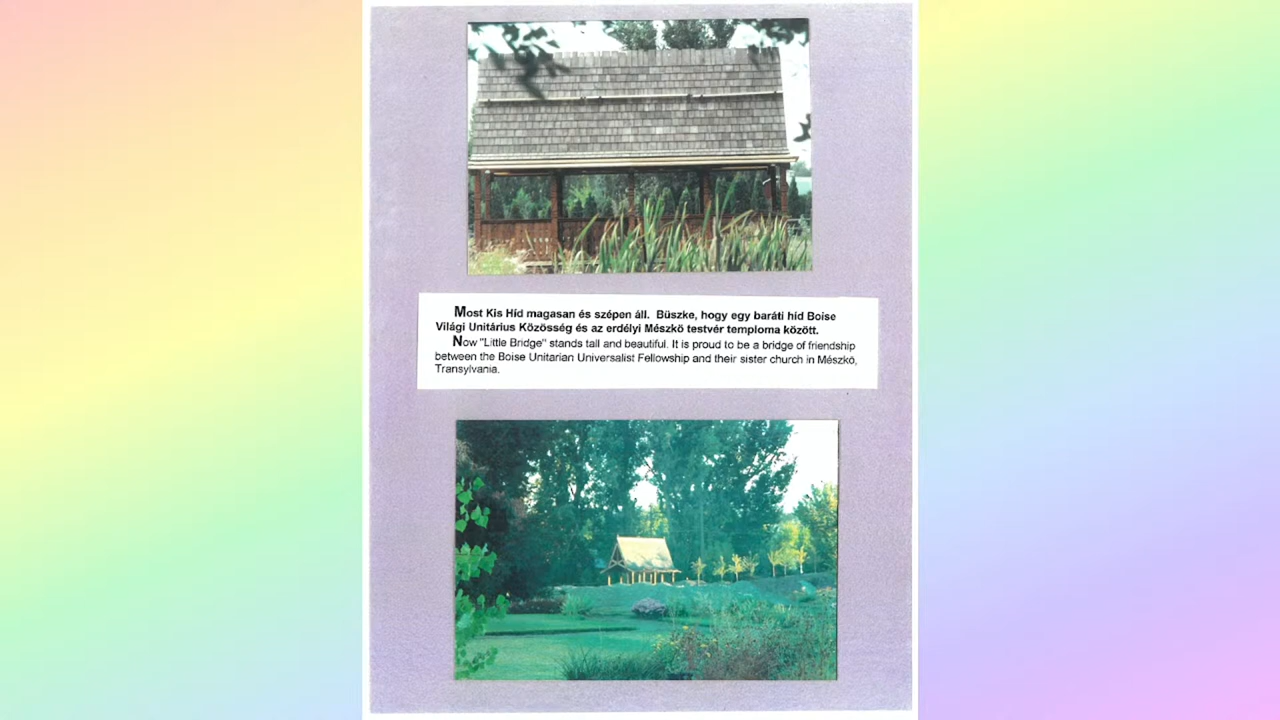 Most Kis Híd magasan és szépen áll. Büszke, hogy egy baráti híd Boise
Világi Unitárius Közösség és az erdélyi Mészkö testvér temploma között.
Now "Little Bridge" stands tall and beautiful. It is proud to be a bridge of friendship
between the Boise Unitarian Universalist Fellowship and their sister church in Mészkö,
Transylvania.